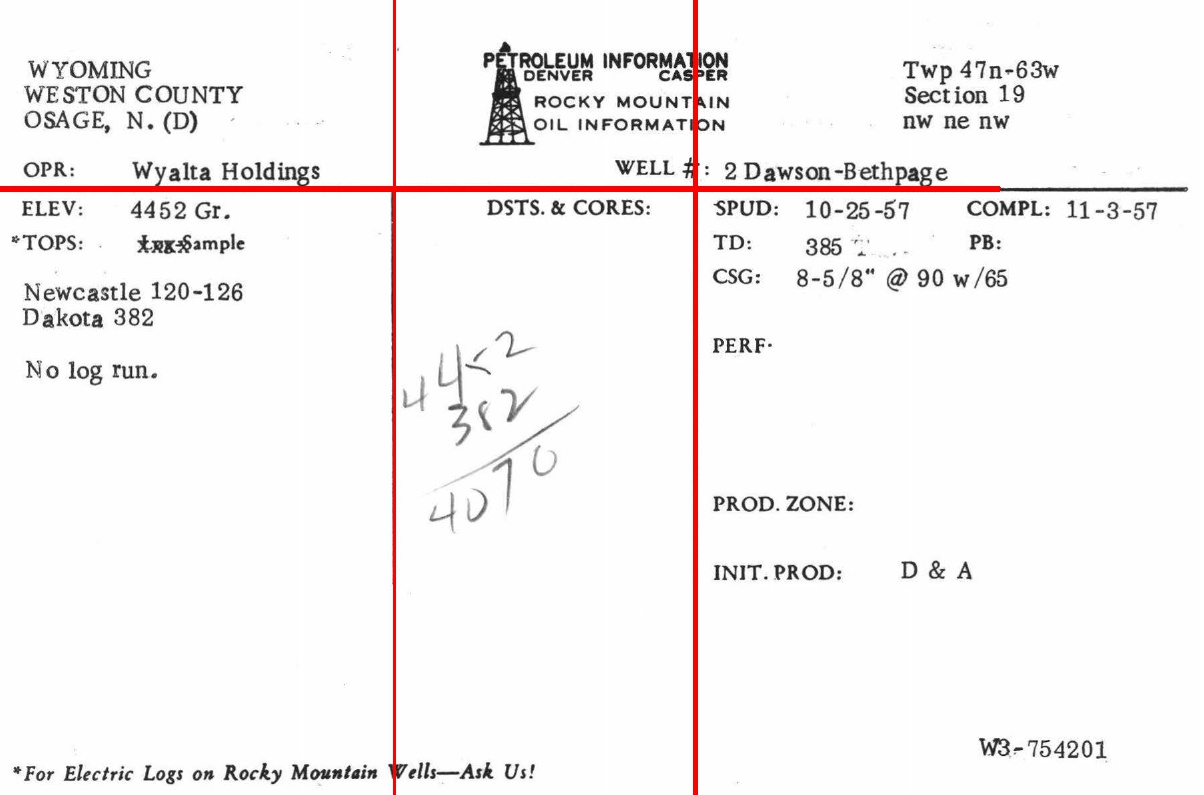 WYOMING
WESTON COUNTY
OSAGE, N. (D)
PETROLEUM INFORMATION
DENVER CASPER
ROCKY MOUNTAIN
OIL INFORMATION
Twp 47n-63w
Section 19
nw ne nw
OPR: Wyalta Holdings
WELL #: 2 Dawson-Bethpage
ELEV: 4452 Gr.
*TOPS: Sample
Newcastle 120-126
Dakota 382
No log run.
DSTS. & CORES:
4452
382
4070
SPUD: 10-25-57 COMPL: 11-3-57
TD: 385 PB:
CSG: 8-5/8" @ 90 w/65
PERF.
PROD. ZONE:
INIT. PROD: D & A
W3-754201
*For Electric Logs on Rocky Mountain Wells—Ask Us!